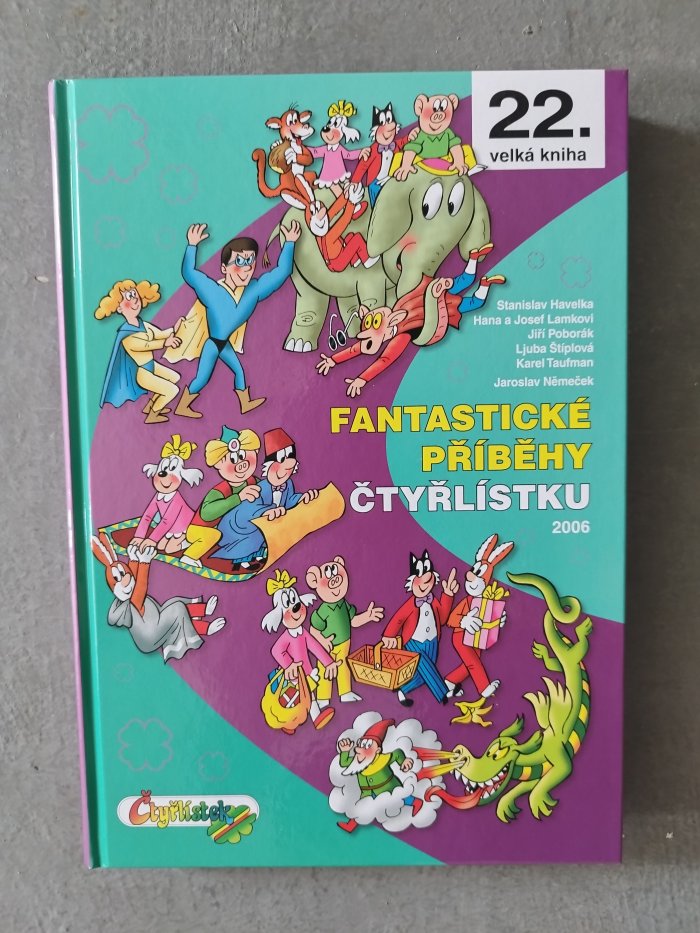 22.
velká kniha
Stanislav Havelka
Hana a Josef Lamkovi
Jiří Poborák
Ljuba Štíplová
Karel Taufman
Jaroslav Němeček
FANTASTICKÉ
PŘÍBĚHY
ČTYŘLÍSTKU
2006
Čtyřlístek